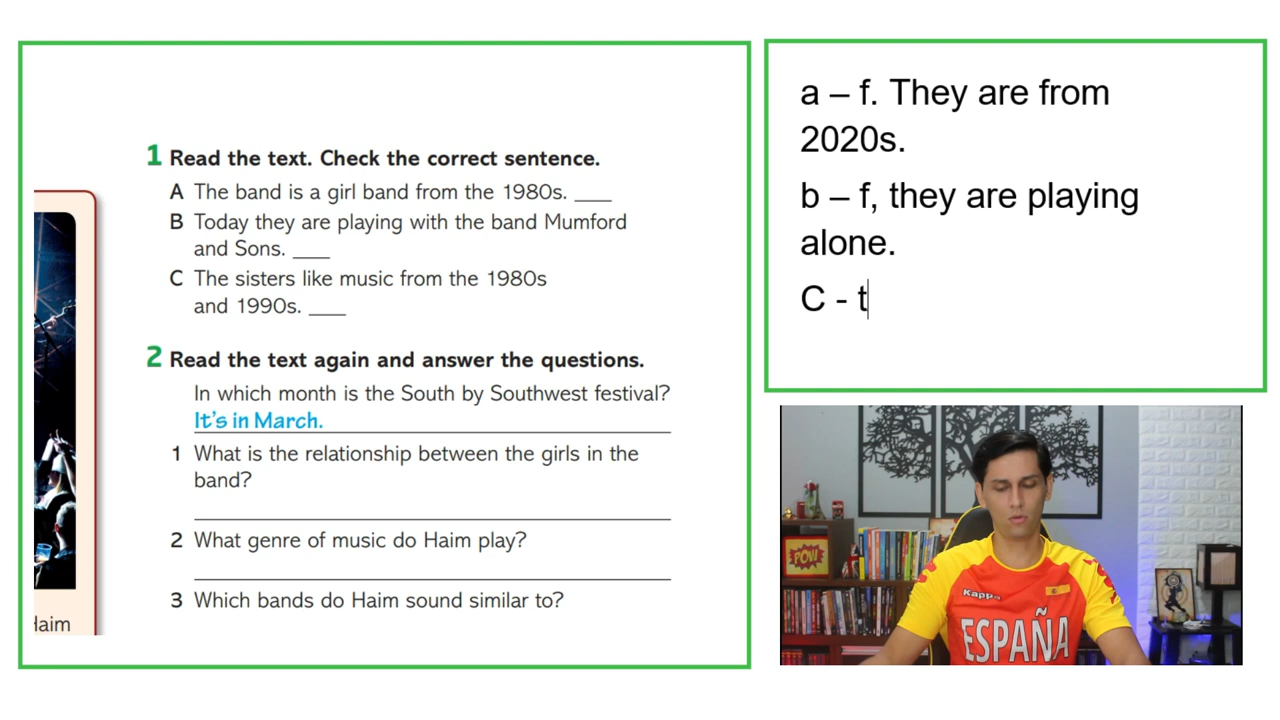 1 Read the text. Check the correct sentence.
A The band is a girl band from the 1980s. ____
B Today they are playing with the band Mumford
and Sons. ____
C The sisters like music from the 1980s
and 1990s. ____
2 Read the text again and answer the questions.
In which month is the South by Southwest festival?
It's in March.
1 What is the relationship between the girls in the
band?
2 What genre of music do Haim play?
3 Which bands do Haim sound similar to?
a – f. They are from
2020s.
b – f, they are playing
alone.
C - t
POW
Kappa
ESPAÑA